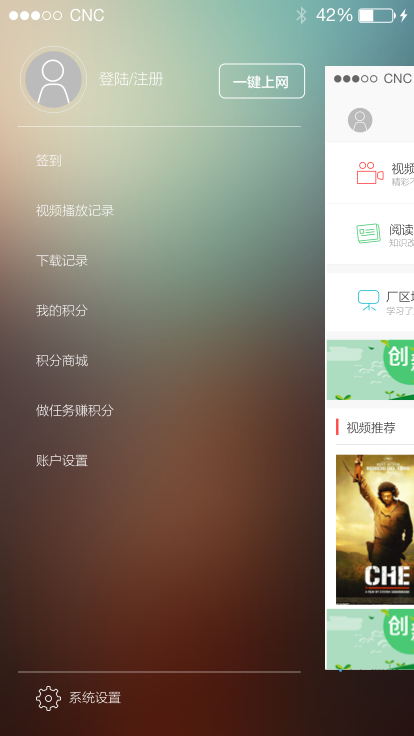 CNC 42%
登陆/注册
一键上网
签到
视频播放记录
下载记录
我的积分
积分商城
做任务赚积分
账户设置
系统设置
CNC
视频
精彩不
阅读
知识改
厂区
学习了
创
视频推荐
CHE
创